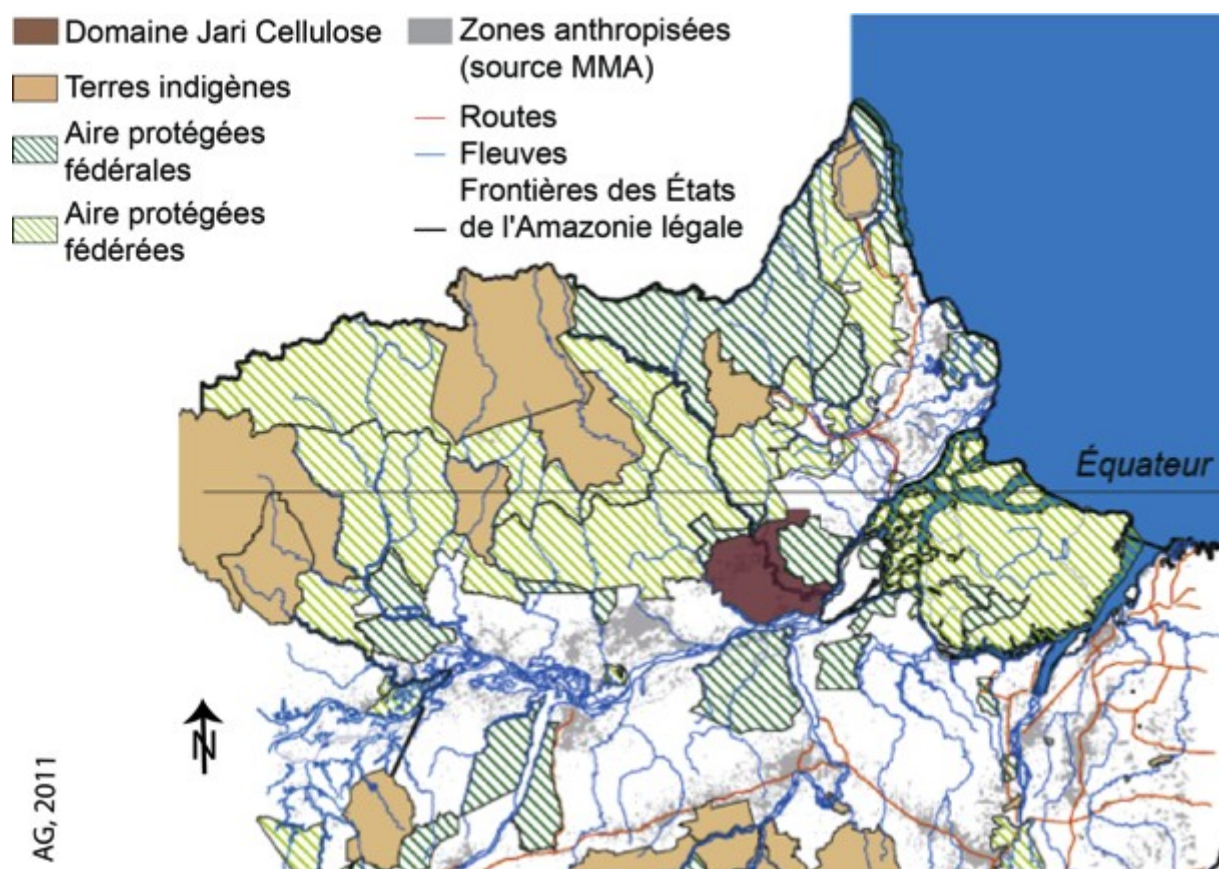 Domaine Jari Cellulose
Terres indigènes
Aire protégées
fédérales
Aire protégées
fédérées
Zones anthropisées
(source MMA)
Routes
Fleuves
Frontières des États
de l'Amazonie légale
Équateur
N
AG, 2011